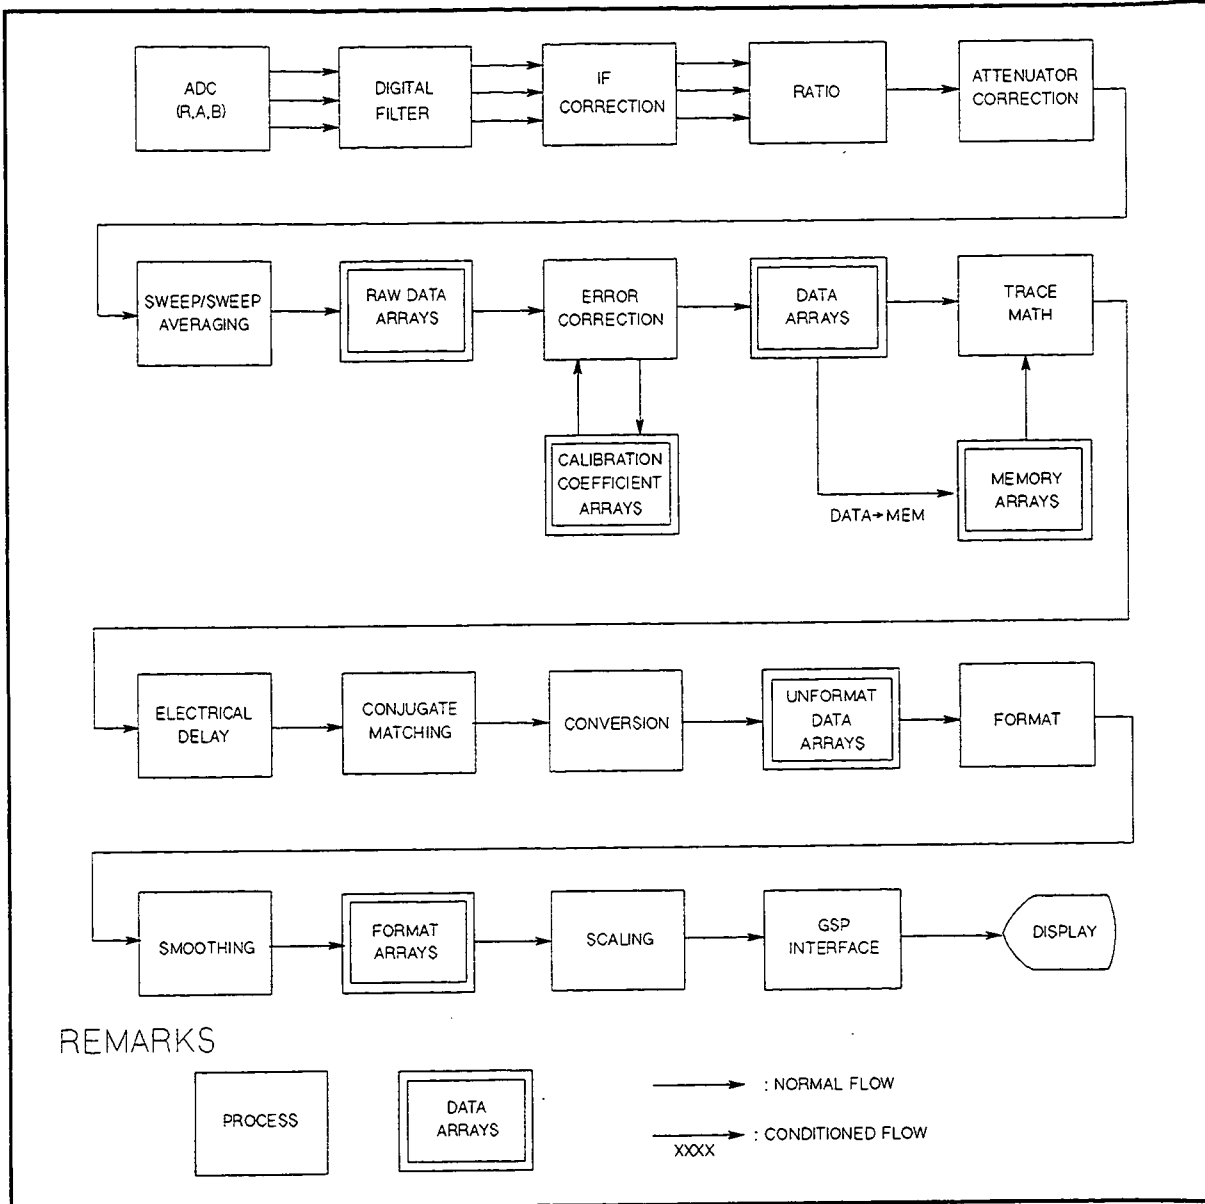 ADC
(R,A,B)
DIGITAL
FILTER
IF
CORRECTION
RATIO
ATTENUATOR
CORRECTION
SWEEP/SWEEP
AVERAGING
RAW DATA
ARRAYS
ERROR
CORRECTION
DATA
ARRAYS
TRACE
MATH
CALIBRATION
COEFFICIENT
ARRAYS
DATA→MEM
MEMORY
ARRAYS
ELECTRICAL
DELAY
CONJUGATE
MATCHING
CONVERSION
UNFORMAT
DATA
ARRAYS
FORMAT
SMOOTHING
FORMAT
ARRAYS
SCALING
GSP
INTERFACE
DISPLAY
REMARKS
PROCESS
DATA
ARRAYS
: NORMAL FLOW
: CONDITIONED FLOW
XXXX